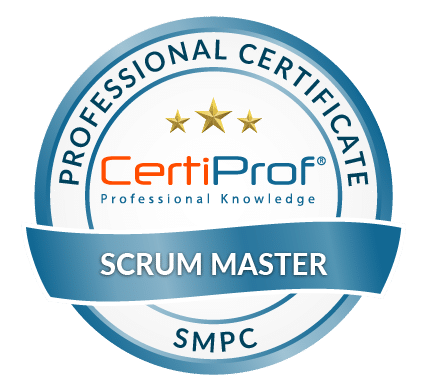 PROFESSIONAL CERTIFICATE
CertiProf®
Professional Knowledge
SCRUM MASTER
SMPC